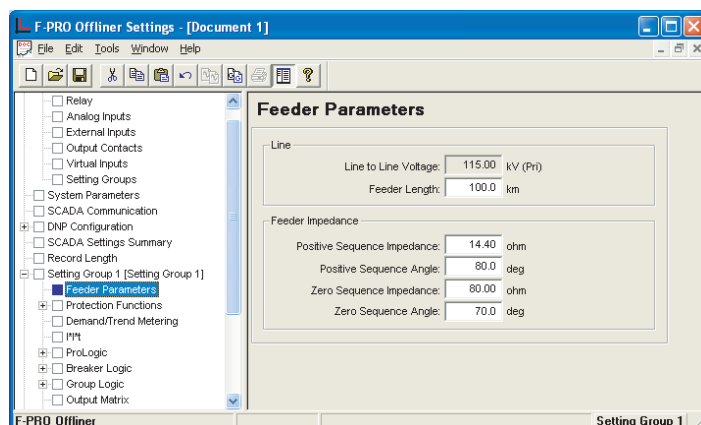 F-PRO Offliner Settings - [Document 1]
File Edit Tools Window Help
Relay
Analog Inputs
External Inputs
Output Contacts
Virtual Inputs
Setting Groups
System Parameters
SCADA Communication
DNP Configuration
SCADA Settings Summary
Record Length
Setting Group 1 [Setting Group 1]
Feeder Parameters
Protection Functions
Demand/Trend Metering
I*I*t
ProLogic
Breaker Logic
Group Logic
Output Matrix
Feeder Parameters
Line
Line to Line Voltage: 115.00 kV (Pri)
Feeder Length: 100.0 km
Feeder Impedance
Positive Sequence Impedance: 14.40 ohm
Positive Sequence Angle: 80.0 deg
Zero Sequence Impedance: 80.00 ohm
Zero Sequence Angle: 70.0 deg
F-PRO Offliner Setting Group 1